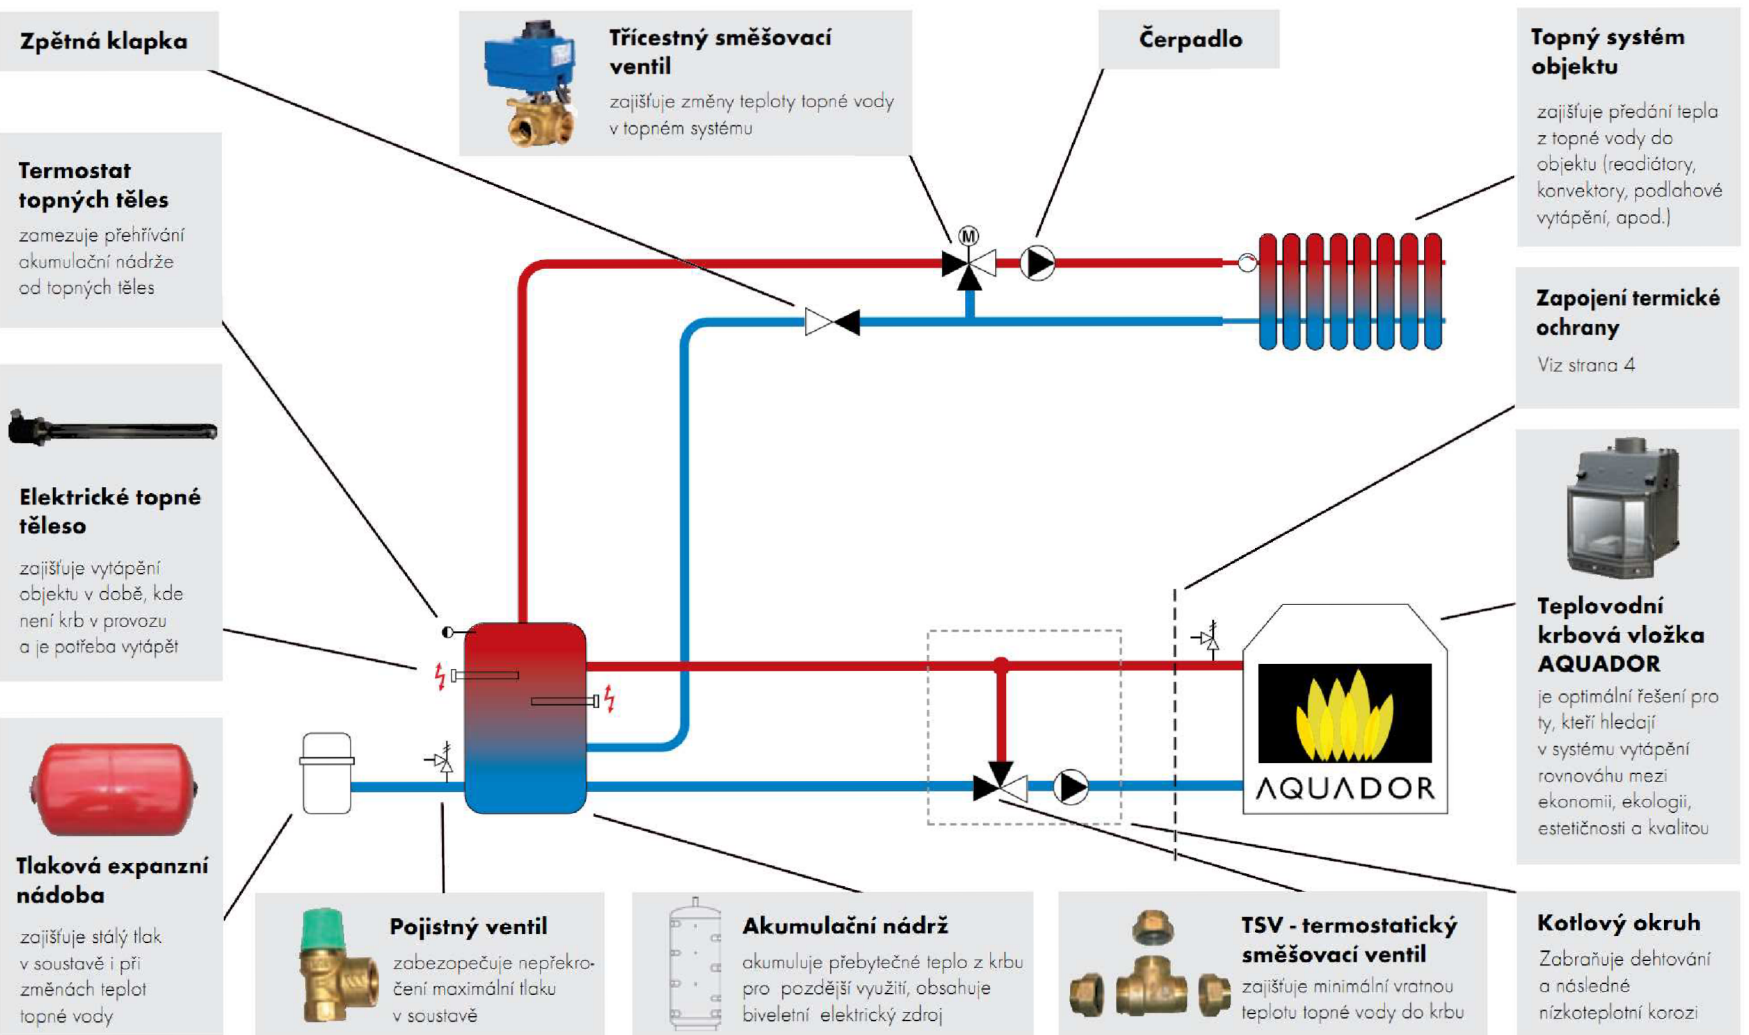 Zpětná klapka
Třícestný směšovací
ventil
zajišťuje změny teploty topné vody
v topném systému
Čerpadlo
Topný systém
objektu
zajišťuje předání tepla
z topné vody do
objektu (readiátory,
konvektory, podlahové
vytápění, apod.)
Termostat
topných těles
zamezuje přehřívání
akumulační nádrže
od topných těles
M
Zapojení termické
ochrany
Viz strana 4
Elektrické topné
těleso
zajišťuje vytápění
objektu v době, kde
není krb v provozu
a je potřeba vytápět
Teplovodní
krbová vložka
AQUADOR
je optimální řešení pro
ty, kteří hledají
v systému vytápění
rovnováhu mezi
ekonomii, ekologii,
estetičnosti a kvalitou
AQUADOR
Tlaková expanzní
nádoba
zajišťuje stálý tlak
v soustavě i při
změnách teplot
topné vody
Pojistný ventil
zabezopečuje nepřekro-
čení maximální tlaku
v soustavě
Akumulační nádrž
akumuluje přebytečné teplo z krbu
pro pozdější využití, obsahuje
biveletní elektrický zdroj
TSV - termostatický
směšovací ventil
zajišťuje minimální vratnou
teplotu topné vody do krbu
Kotlový okruh
Zabraňuje dehtování
a následné
nízkoteplotní korozi